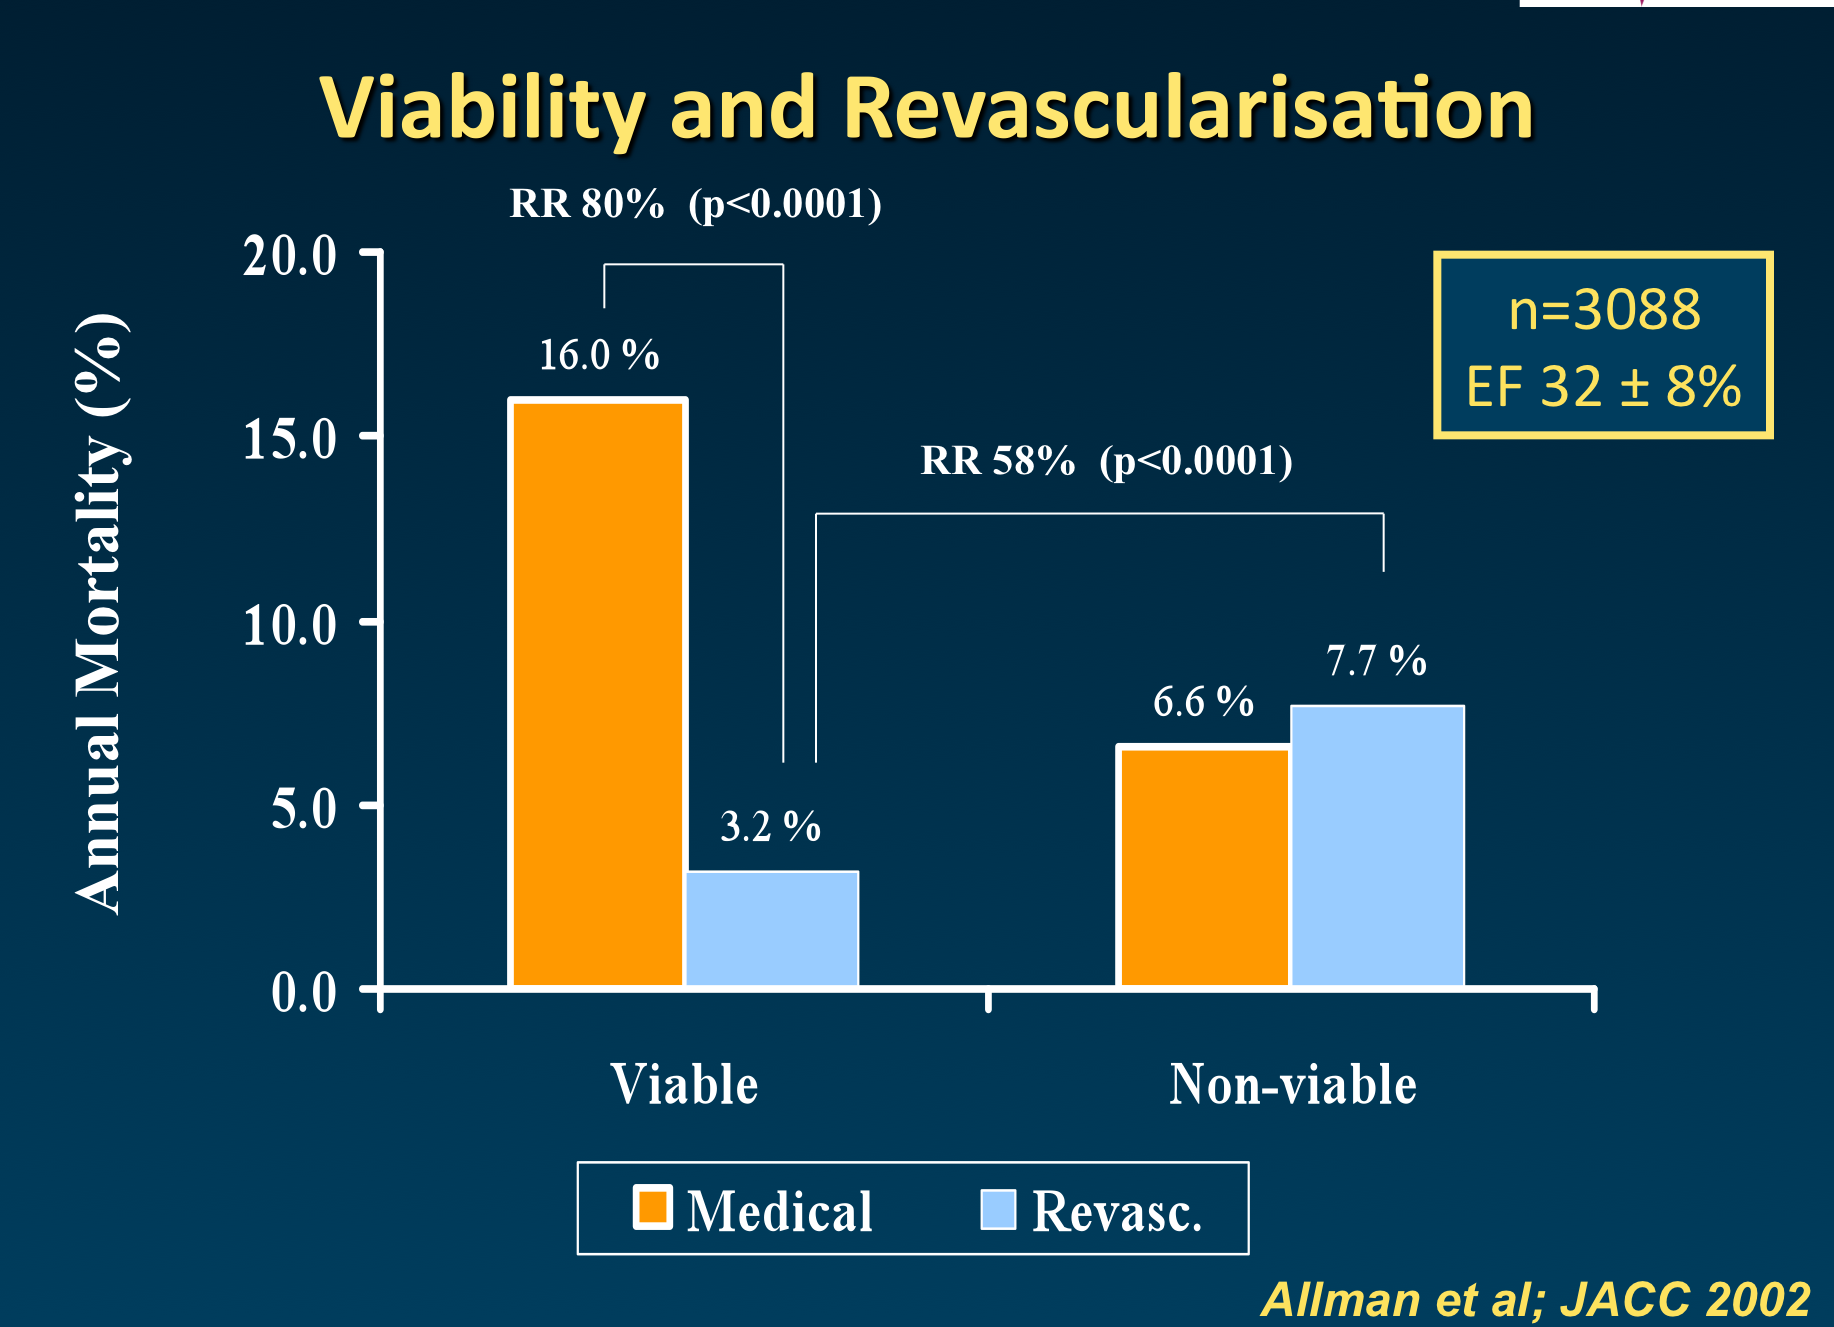 Viability and Revascularisation
RR 80% (p<0.0001)
20.0
15.0
10.0
5.0
0.0
Annual Mortality (%)
16.0 %
3.2 %
RR 58% (p<0.0001)
6.6 %
7.7 %
n=3088
EF 32 ± 8%
Viable
Non-viable
Medical
Revasc.
Allman et al; JACC 2002